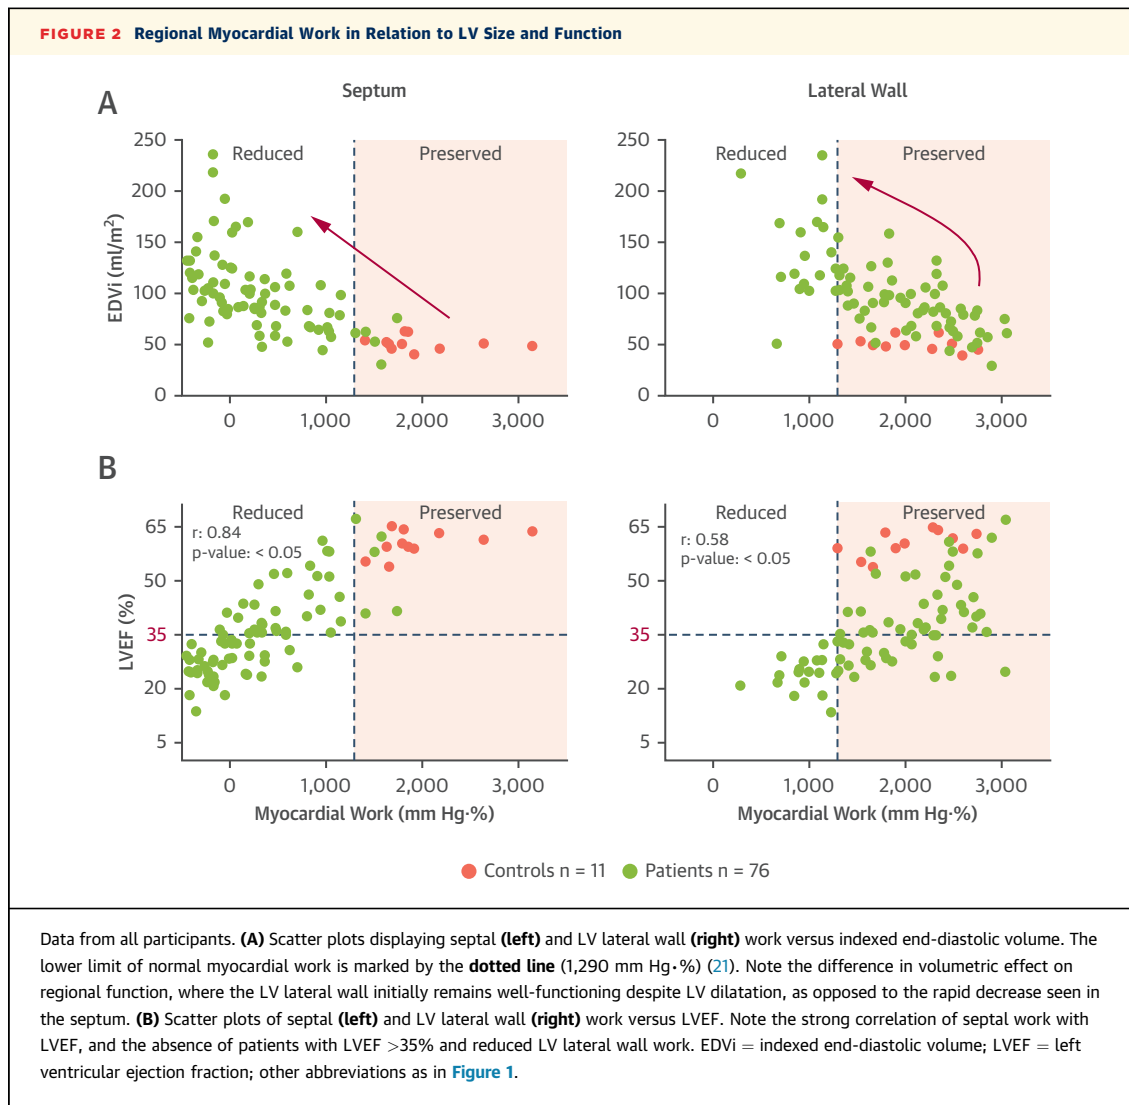 FIGURE 2 Regional Myocardial Work in Relation to LV Size and Function
A
Septum
Lateral Wall
EDVi (ml/m²)
250
200
150
100
50
0
Reduced
Preserved
0
1,000
2,000
3,000
250
200
150
100
50
0
Reduced
Preserved
0
1,000
2,000
3,000
B
LVEF (%)
65
50
35
20
5
Reduced
Preserved
r: 0.84
p-value: < 0.05
0
1,000
2,000
3,000
Myocardial Work (mm Hg·%)
65
50
35
20
5
Reduced
Preserved
r: 0.58
p-value: < 0.05
0
1,000
2,000
3,000
Myocardial Work (mm Hg·%)
Controls n = 11
Patients n = 76
Data from all participants. (A) Scatter plots displaying septal (left) and LV lateral wall (right) work versus indexed end-diastolic volume. The
lower limit of normal myocardial work is marked by the dotted line (1,290 mm Hg·%) (21). Note the difference in volumetric effect on
regional function, where the LV lateral wall initially remains well-functioning despite LV dilatation, as opposed to the rapid decrease seen in
the septum. (B) Scatter plots of septal (left) and LV lateral wall (right) work versus LVEF. Note the strong correlation of septal work with
LVEF, and the absence of patients with LVEF >35% and reduced LV lateral wall work. EDVi = indexed end-diastolic volume; LVEF = left
ventricular ejection fraction; other abbreviations as in Figure 1.